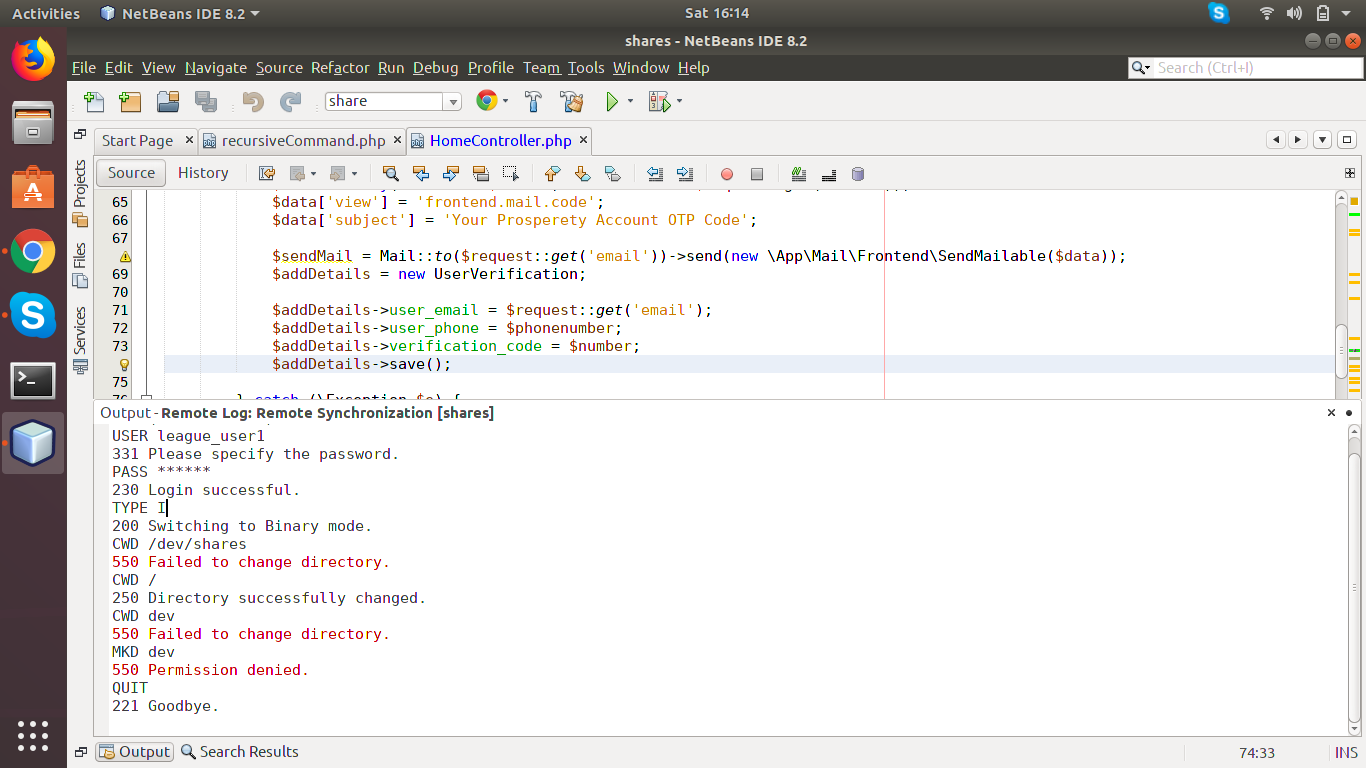 Activities NetBeans IDE 8.2 Sat 16:14
shares - NetBeans IDE 8.2
File Edit View Navigate Source Refactor Run Debug Profile Team Tools Window Help Search (Ctrl+I)
share
Start Page recursiveCommand.php HomeController.php
Source History
Projects
Files
Services
65 $data['view'] = 'frontend.mail.code';
66 $data['subject'] = 'Your Prosperety Account OTP Code';
67
$sendMail = Mail::to($request::get('email'))->send(new \App\Mail\Frontend\SendMailable($data));
69 $addDetails = new UserVerification;
70
71 $addDetails->user_email = $request::get('email');
72 $addDetails->user_phone = $phonenumber;
73 $addDetails->verification_code = $number;
$addDetails->save();
75
76 } catch (\Exception $e) {
Output - Remote Log: Remote Synchronization [shares]
USER league_user1
331 Please specify the password.
PASS ******
230 Login successful.
TYPE I
200 Switching to Binary mode.
CWD /dev/shares
550 Failed to change directory.
CWD /
250 Directory successfully changed.
CWD dev
550 Failed to change directory.
MKD dev
550 Permission denied.
QUIT
221 Goodbye.
Output Search Results 74:33 INS